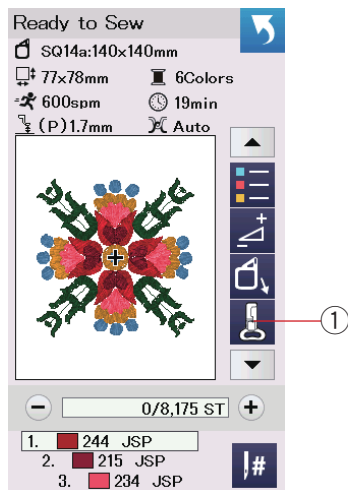 Ready to Sew
SQ14a:140x140mm
77x78mm 6Colors
600spm 19min
(P)1.7mm Auto
1
0/8,175 ST
1. 244 JSP
2. 215 JSP
3. 234 JSP
#